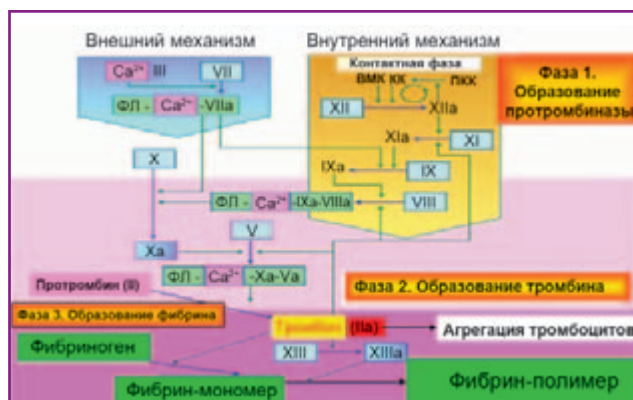 Внешний механизм
Внутренний механизм
Контактная фаза
Ca²⁺ III VII
ВМК КК ПКК
Фаза 1.
Образование
протромбиназы
ФЛ - Ca²⁺ -VIIa
XII XIIa
XIa XI
X
IXa IX
ФЛ - Ca²⁺ -IXa-VIIIa VIII
V
Xa
ФЛ - Ca²⁺ -Xa-Va
Протромбин (II)
Фаза 2. Образование тромбина
Фаза 3. Образование фибрина
Тромбин (IIa)
Агрегация тромбоцитов
Фибриноген
XIII XIIIa
Фибрин-мономер
Фибрин-полимер